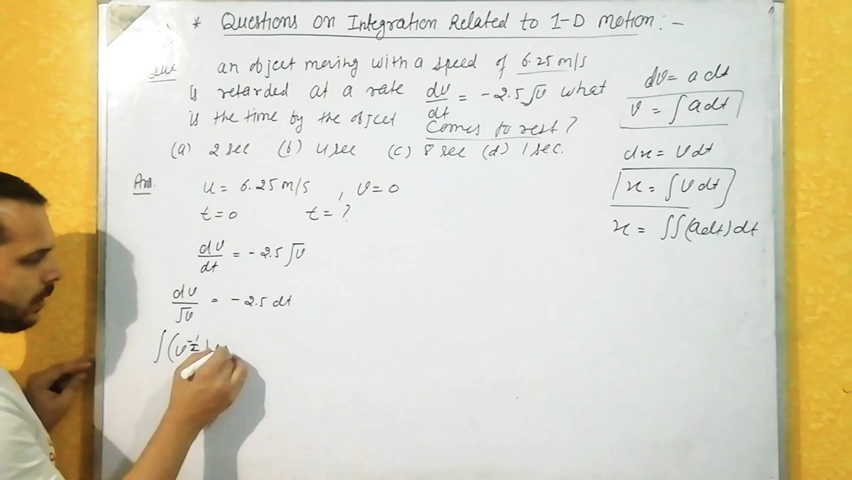 * Questions on Integration Related to 1-D motion:-
Que an object moving with a speed of 6.25 m/s
is retarded at a rate dv/dt = -2.5√v what
is the time by the object comes to rest?
(a) 2 sec (b) 4 sec (c) 8 sec (d) 1 sec.
Ans. u = 6.25 m/s , v = 0
t = 0 t = ?
dv/dt = -2.5√v
dv/√v = -2.5 dt
∫(v^-1/2)
dv = a dt
v = ∫a dt
dx = v dt
x = ∫v dt
x = ∫∫(a dt) dt